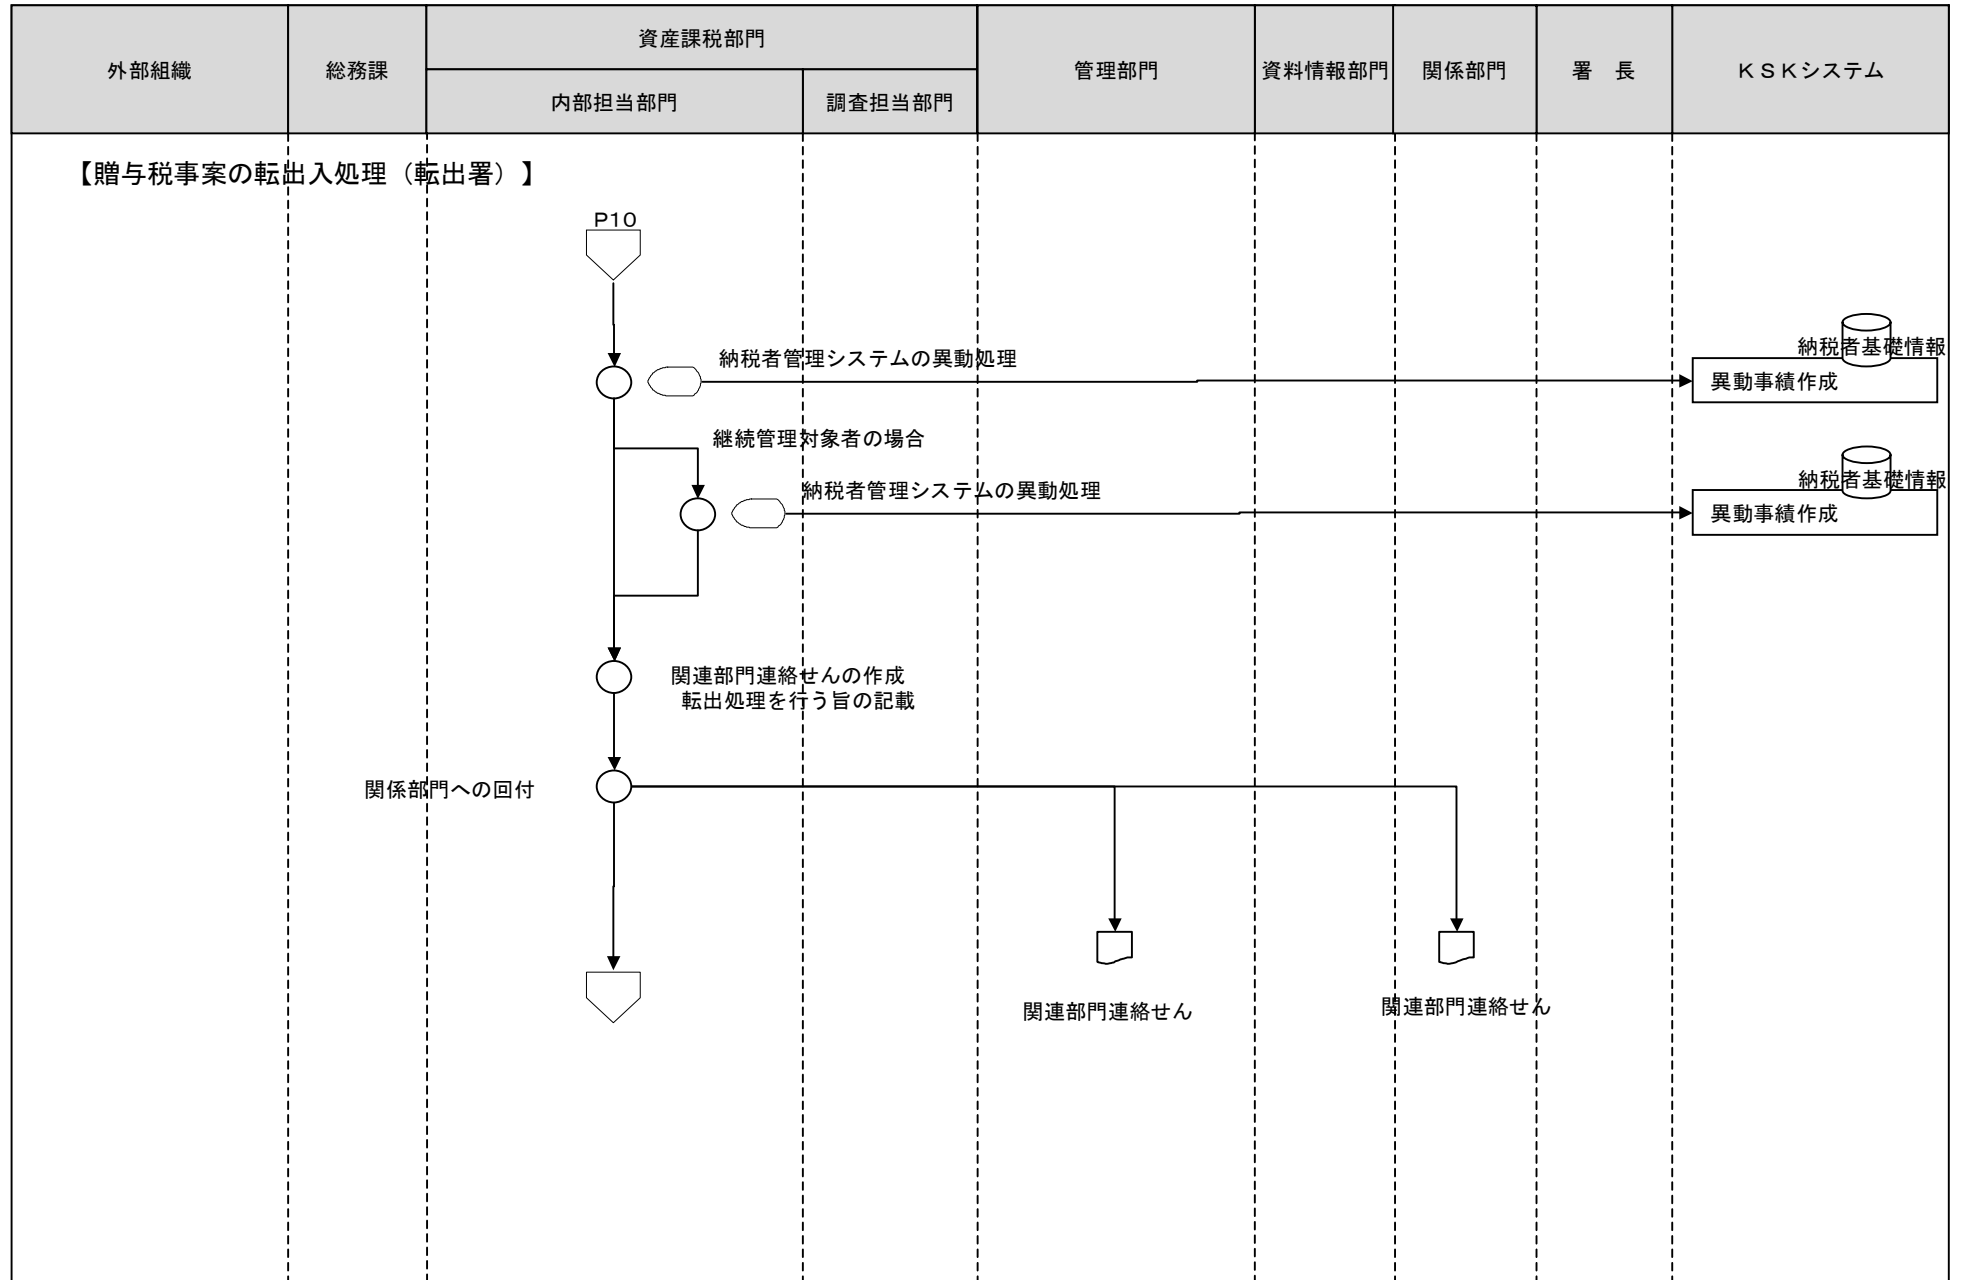 資産課税部門
外部組織
総務課
内部担当部門
調査担当部門
管理部門
資料情報部門
関係部門
署　長
ＫＳＫシステム
【贈与税事案の転出入処理（転出署）】
P10
納税者管理システムの異動処理
納税者基礎情報
異動事績作成
継続管理対象者の場合
納税者管理システムの異動処理
納税者基礎情報
異動事績作成
関連部門連絡せんの作成
転出処理を行う旨の記載
関係部門への回付
関連部門連絡せん
関連部門連絡せん